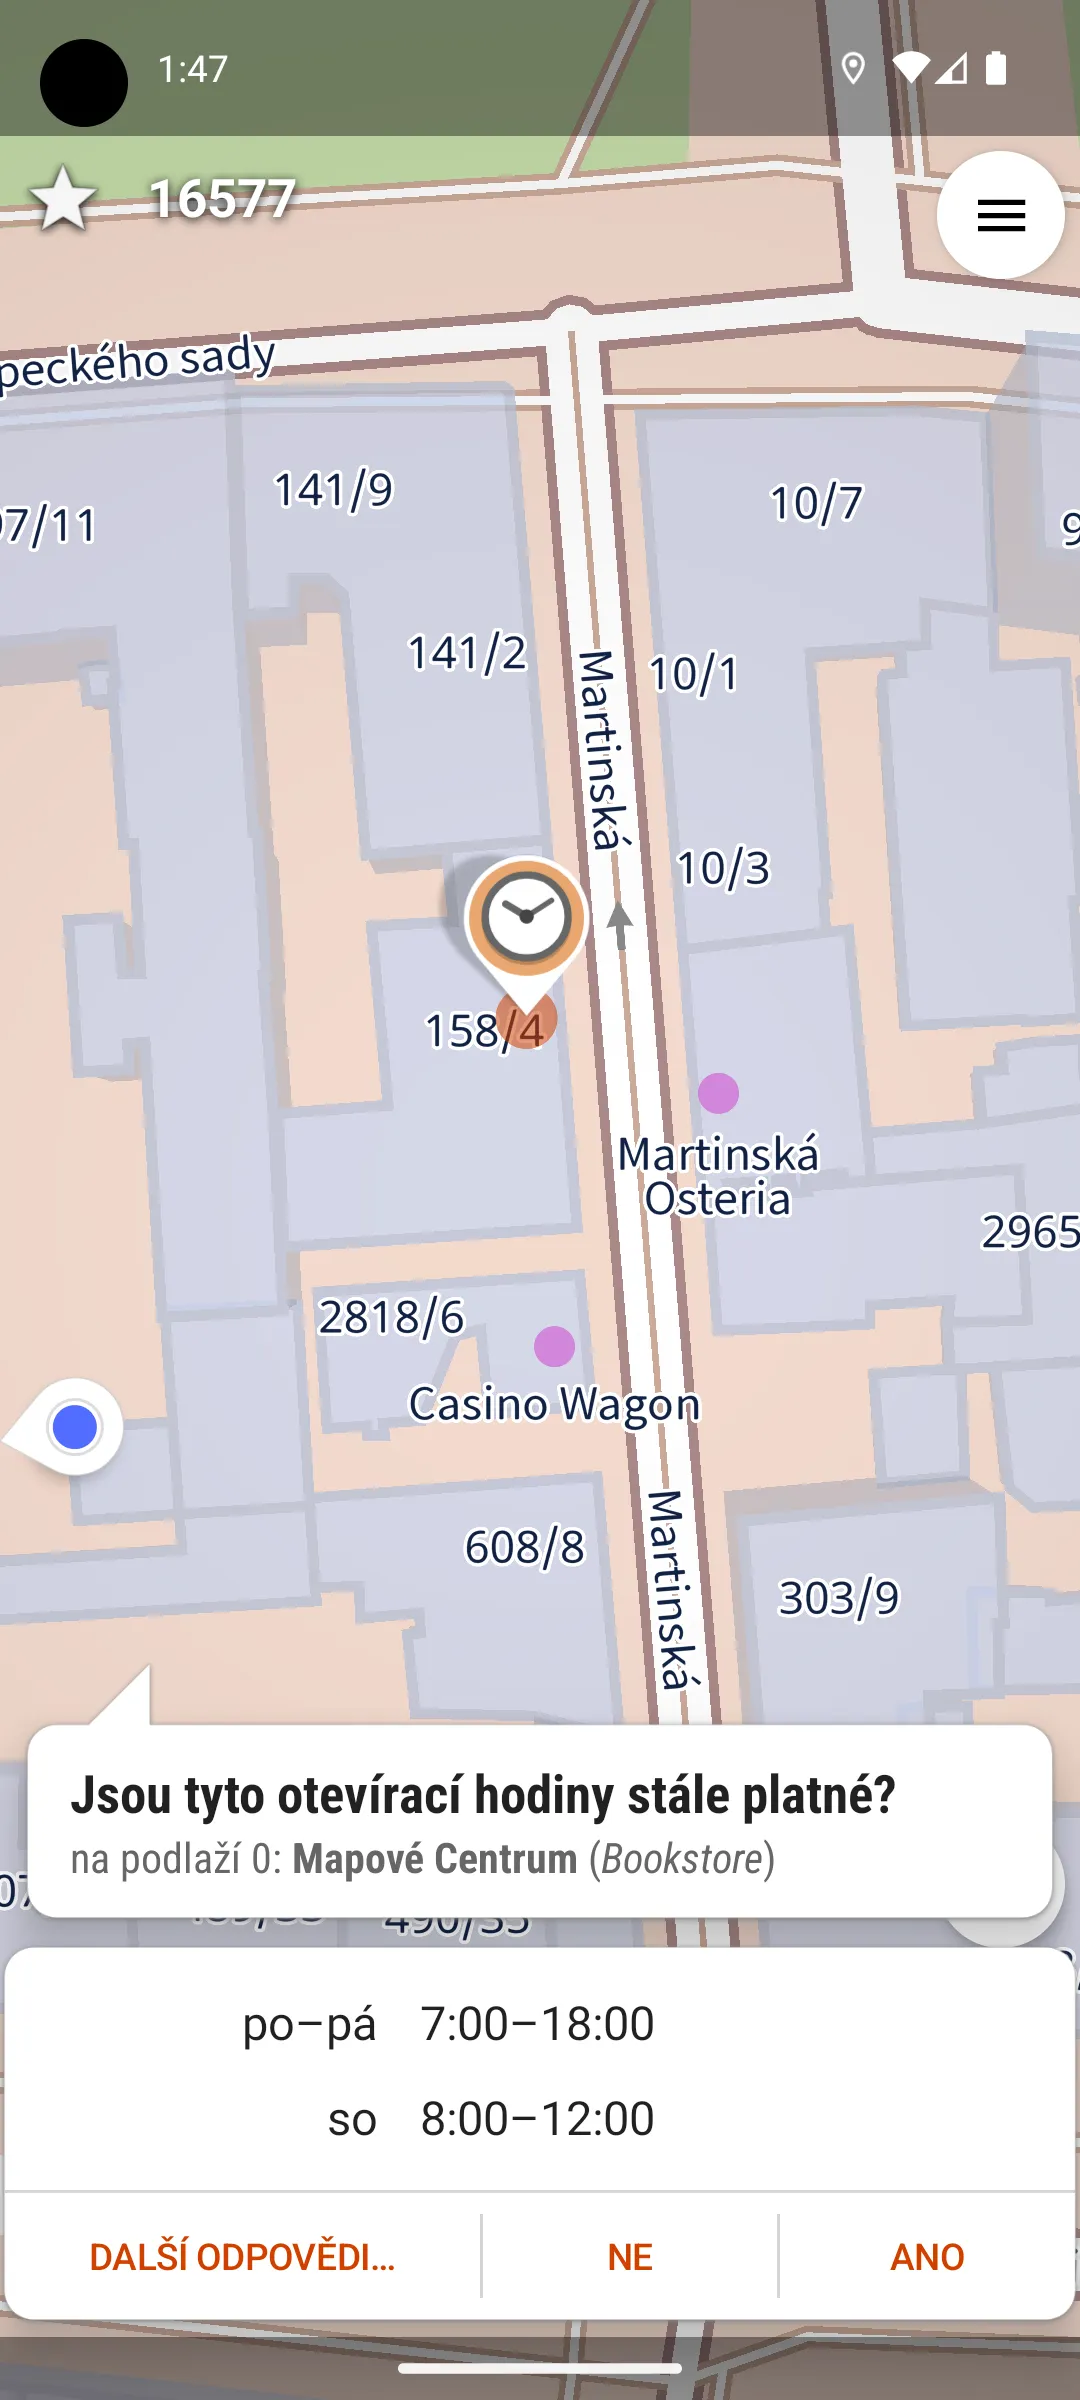 1:47
16577
peckého sady
141/9
10/7
97/11
141/2
Martinská
10/1
10/3
158/4
Martinská
Osteria
2965
2818/6
Casino Wagon
Martinská
608/8
303/9
Jsou tyto otevírací hodiny stále platné?
na podlaží 0: Mapové Centrum (Bookstore)
490/35
po–pá 7:00–18:00
so 8:00–12:00
DALŠÍ ODPOVĚDI…
NE
ANO